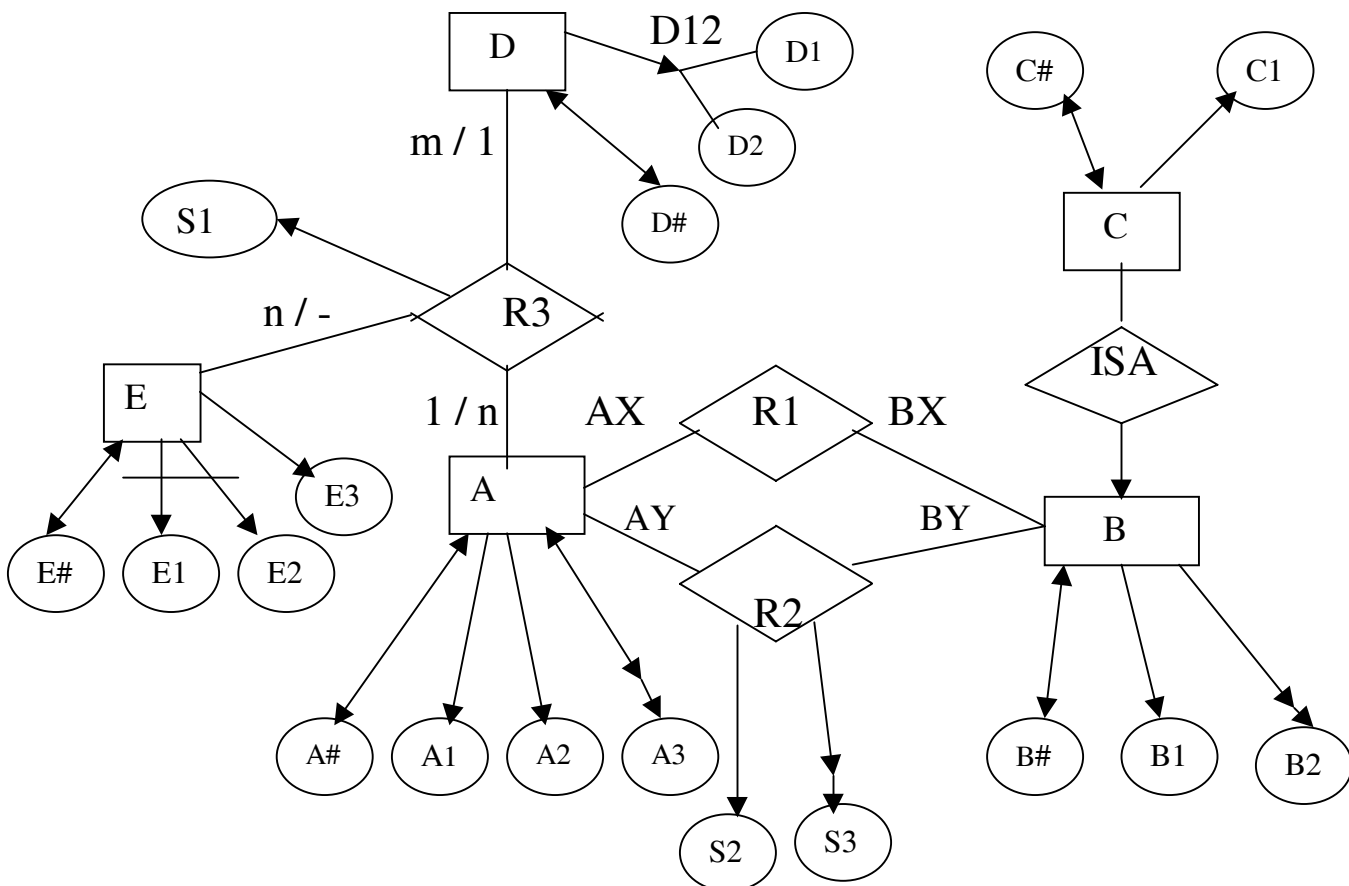 D
D12
D1
C#
C1
D2
m / 1
S1
D#
C
n / -
R3
ISA
E
1 / n
AX
R1
BX
E3
A
AY
BY
B
E#
E1
E2
R2
A#
A1
A2
A3
B#
B1
B2
S2
S3